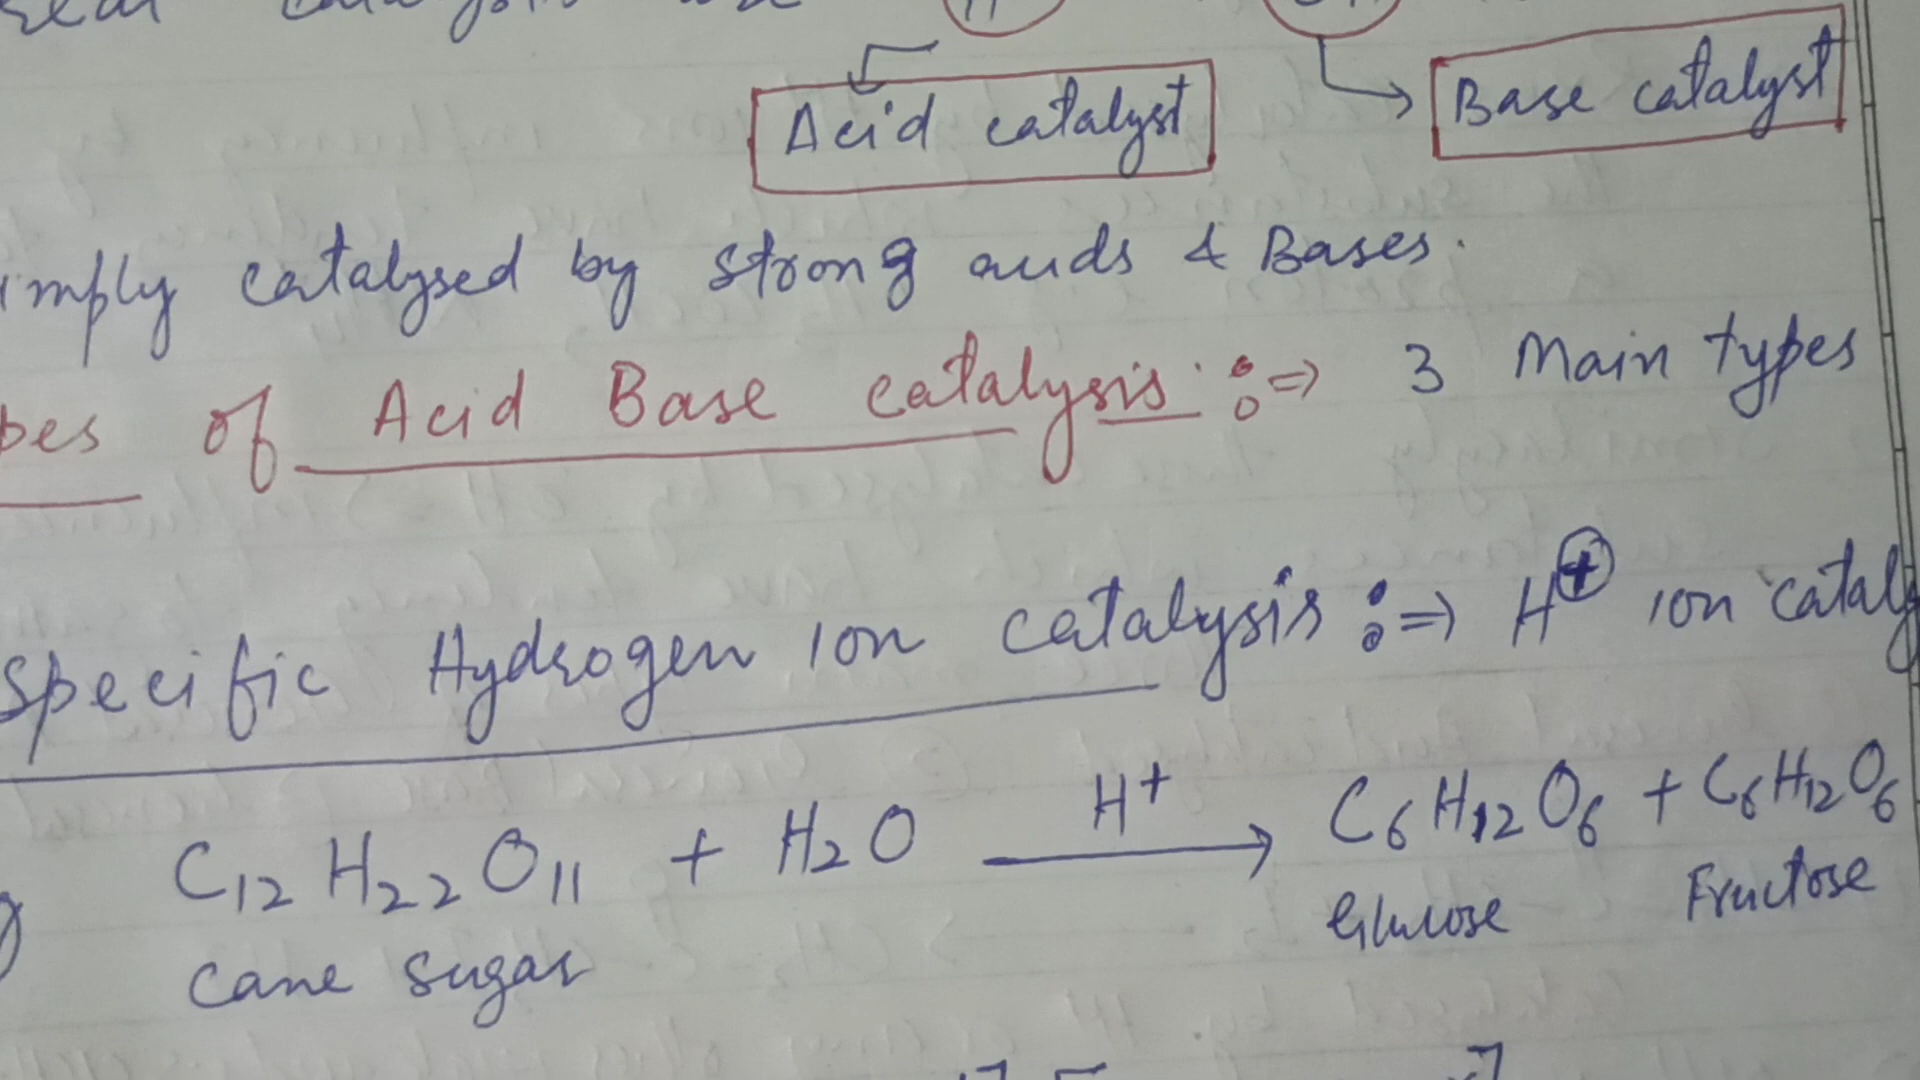 Acid catalyst Base catalyst
catalysed by strong acids & Bases.
of Acid Base catalysis :⇒ 3 Main types
Specific Hydrogen ion catalysis :⇒ H⊕ ion
C₁₂H₂₂O₁₁ + H₂O —H⁺→ C₆H₁₂O₆ + C₆H₁₂O₆
cane sugar Glucose Fructose